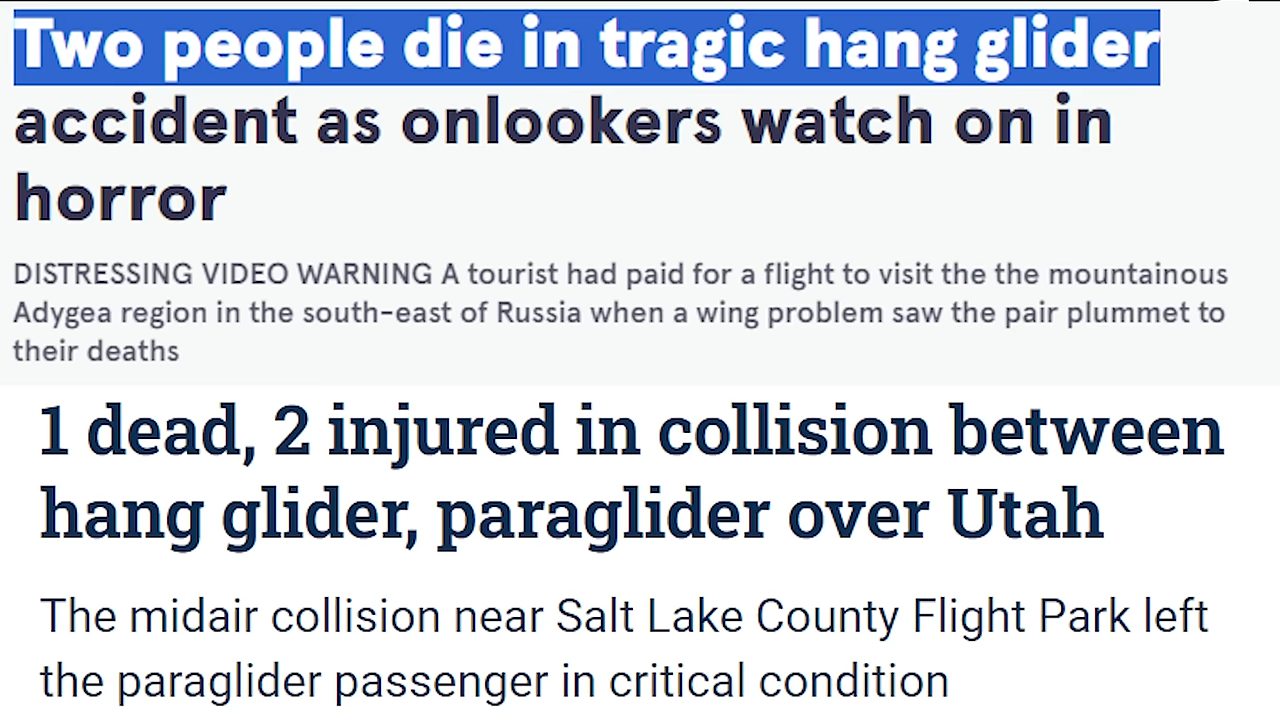 Two people die in tragic hang glider
accident as onlookers watch on in
horror
DISTRESSING VIDEO WARNING A tourist had paid for a flight to visit the the mountainous
Adygea region in the south-east of Russia when a wing problem saw the pair plummet to
their deaths
1 dead, 2 injured in collision between
hang glider, paraglider over Utah
The midair collision near Salt Lake County Flight Park left
the paraglider passenger in critical condition